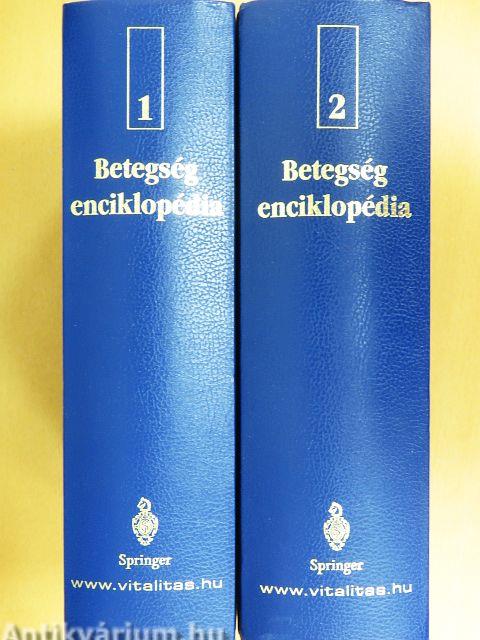 1
Betegség
enciklopédia
Springer
www.vitalitas.hu
2
Betegség
enciklopédia
Springer
www.vitalitas.hu
Antikvárium.hu